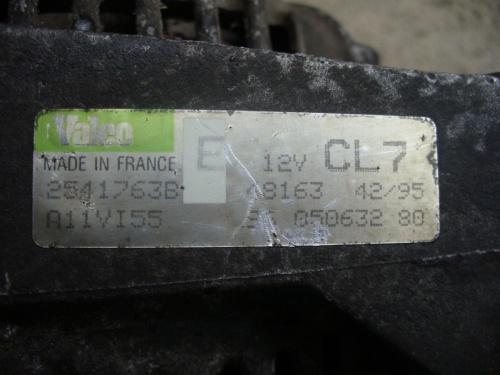 Valeo
MADE IN FRANCE E 12V CL7
2541763B 48163 42/95
A11VI55 050632 80